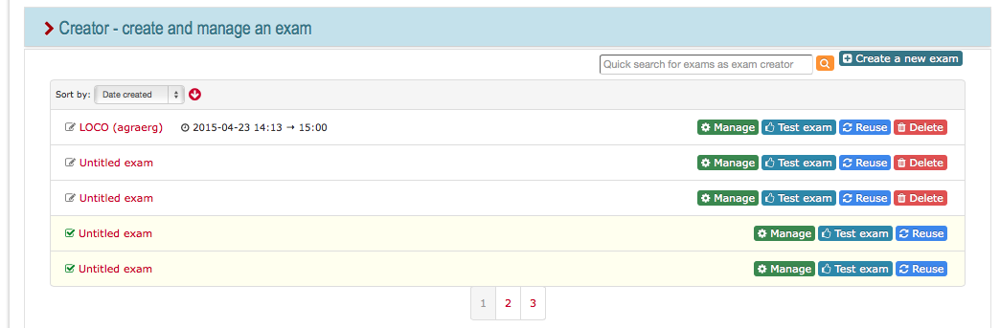 Creator - create and manage an exam
Quick search for exams as exam creator
Create a new exam
Sort by: Date created
LOCO (agraerg) 2015-04-23 14:13 → 15:00 Manage Test exam Reuse Delete
Untitled exam Manage Test exam Reuse Delete
Untitled exam Manage Test exam Reuse Delete
Untitled exam Manage Test exam Reuse
Untitled exam Manage Test exam Reuse
1 2 3